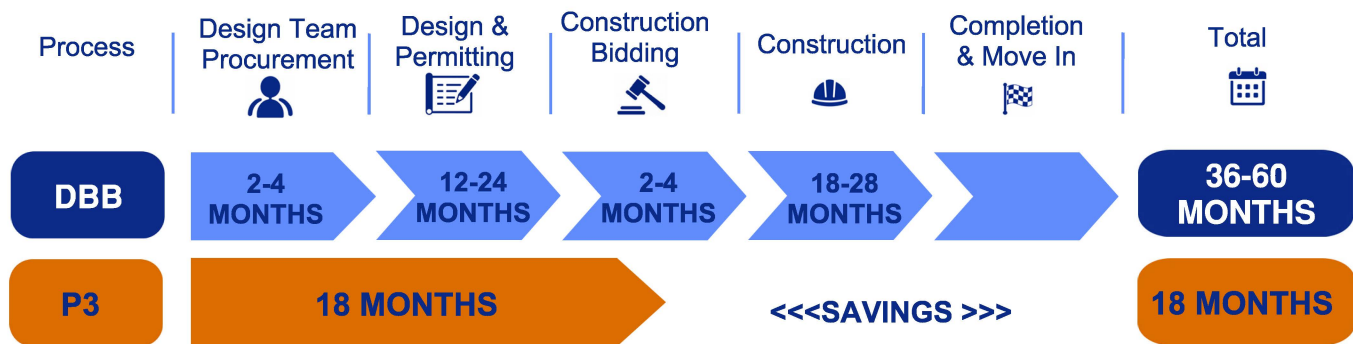 Process
Design Team
Procurement
Design &
Permitting
Construction
Bidding
Construction
Completion
& Move In
Total
DBB
2-4
MONTHS
12-24
MONTHS
2-4
MONTHS
18-28
MONTHS
36-60
MONTHS
P3
18 MONTHS
<<<SAVINGS >>>
18 MONTHS